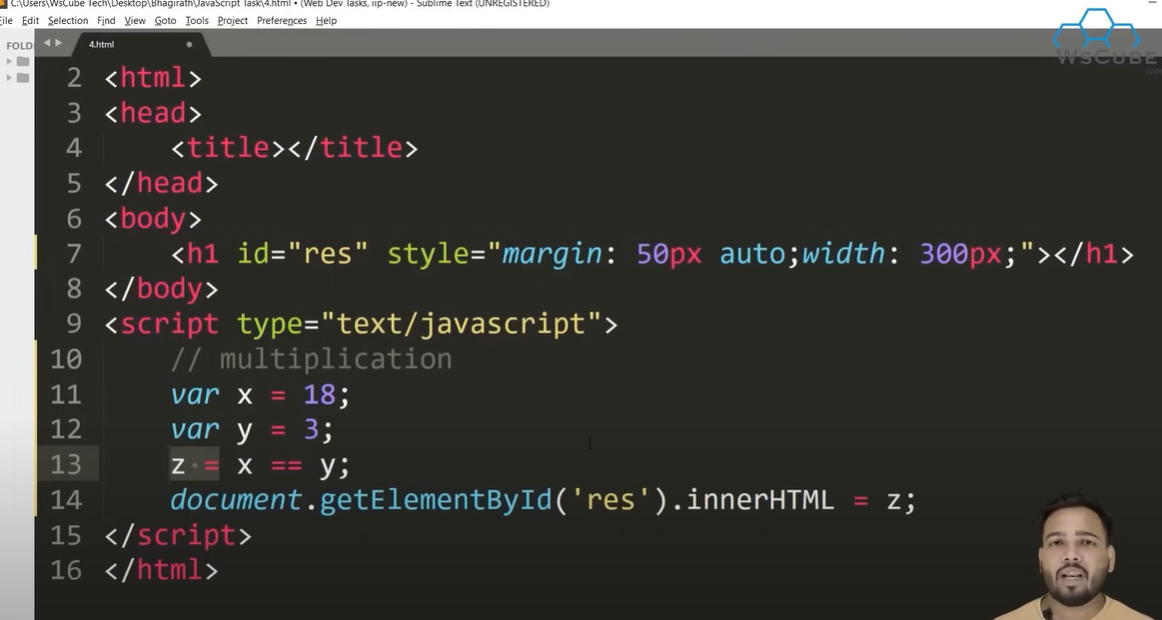 C:\Users\WsCube Tech\Desktop\Bhagirath\JavaScript Task\4.html • (Web Dev Tasks, iip-new) - Sublime Text (UNREGISTERED)
File Edit Selection Find View Goto Tools Project Preferences Help
FOLD
4.html
WsCube
2 <html>
3 <head>
4 <title></title>
5 </head>
6 <body>
7 <h1 id="res" style="margin: 50px auto;width: 300px;"></h1>
8 </body>
9 <script type="text/javascript">
10 // multiplication
11 var x = 18;
12 var y = 3;
13 z = x == y;
14 document.getElementById('res').innerHTML = z;
15 </script>
16 </html>